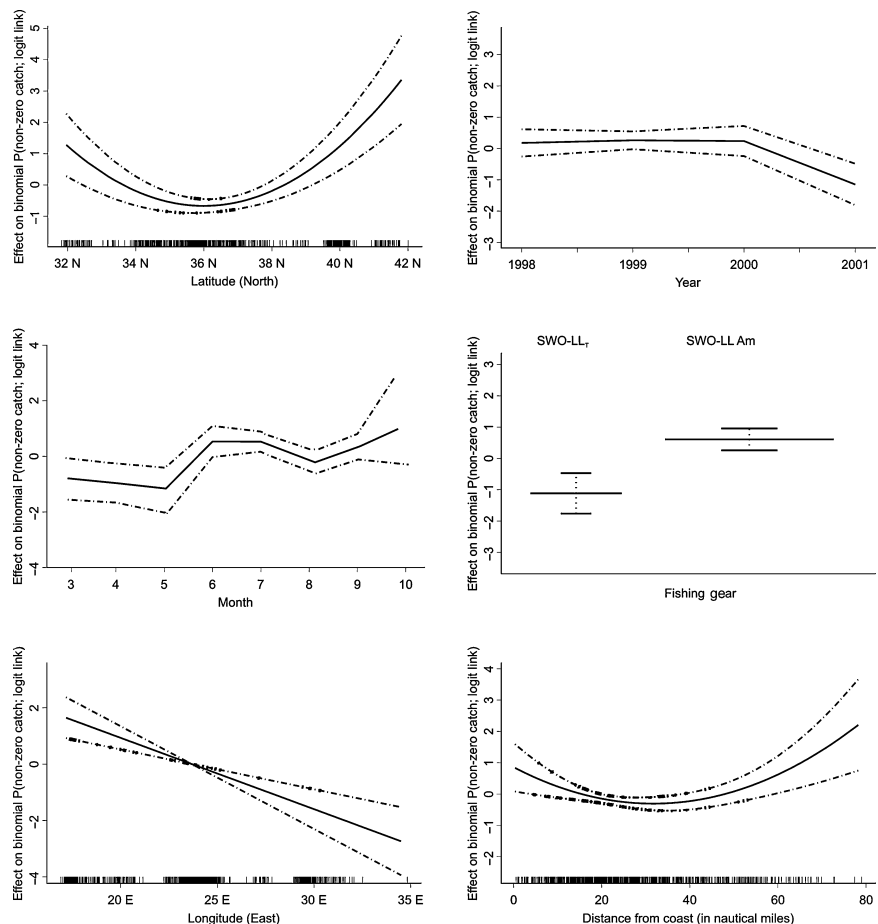 Effect on binomial P(non-zero catch; logit link)
5
4
3
2
1
0
−1
32 N 34 N 36 N 38 N 40 N 42 N
Latitude (North)
Effect on binomial P(non-zero catch; logit link)
3
2
1
0
−1
−2
−3
1998 1999 2000 2001
Year
Effect on binomial P(non-zero catch; logit link)
4
2
0
−2
−4
3 4 5 6 7 8 9 10
Month
SWO-LLT SWO-LL Am
Effect on binomial P(non-zero catch; logit link)
3
2
1
0
−1
−2
−3
Fishing gear
Effect on binomial P(non-zero catch; logit link)
2
0
−2
−4
20 E 25 E 30 E 35 E
Longitude (East)
Effect on binomial P(non-zero catch; logit link)
4
3
2
1
0
−1
−2
0 20 40 60 80
Distance from coast (in nautical miles)